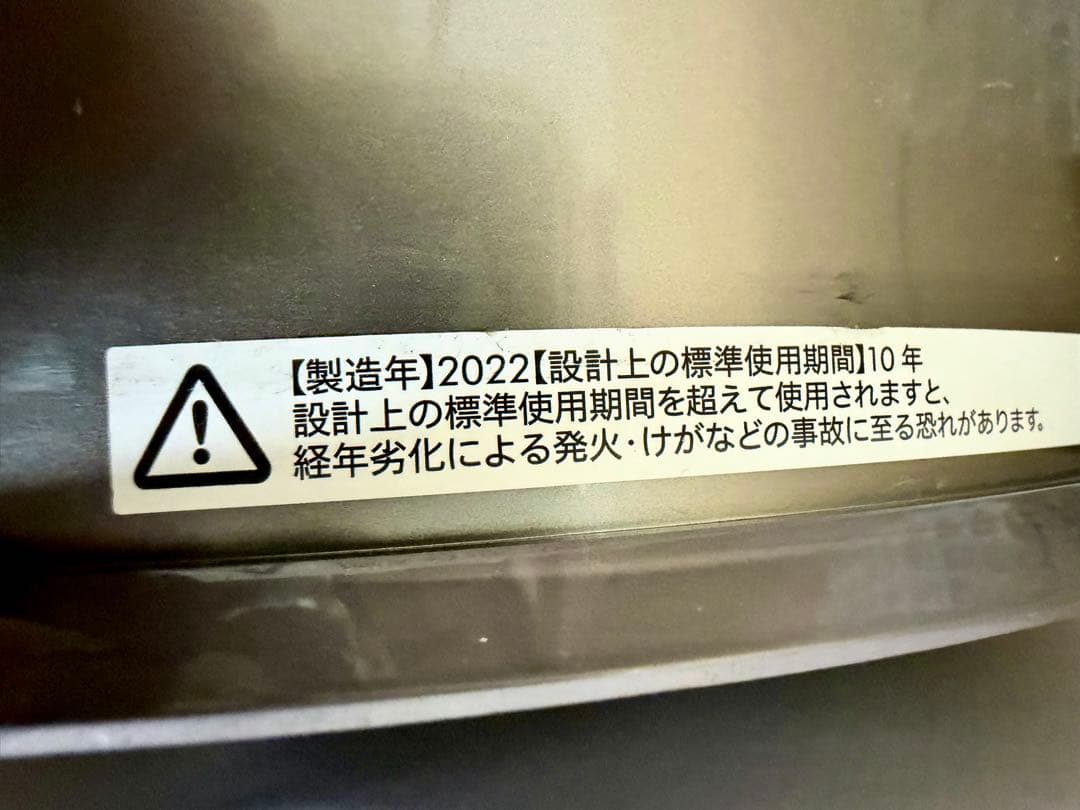 【製造年】2022【設計上の標準使用期間】10 年
設計上の標準使用期間を超えて使用されますと、
経年劣化による発火・けがなどの事故に至る恐れがあります。